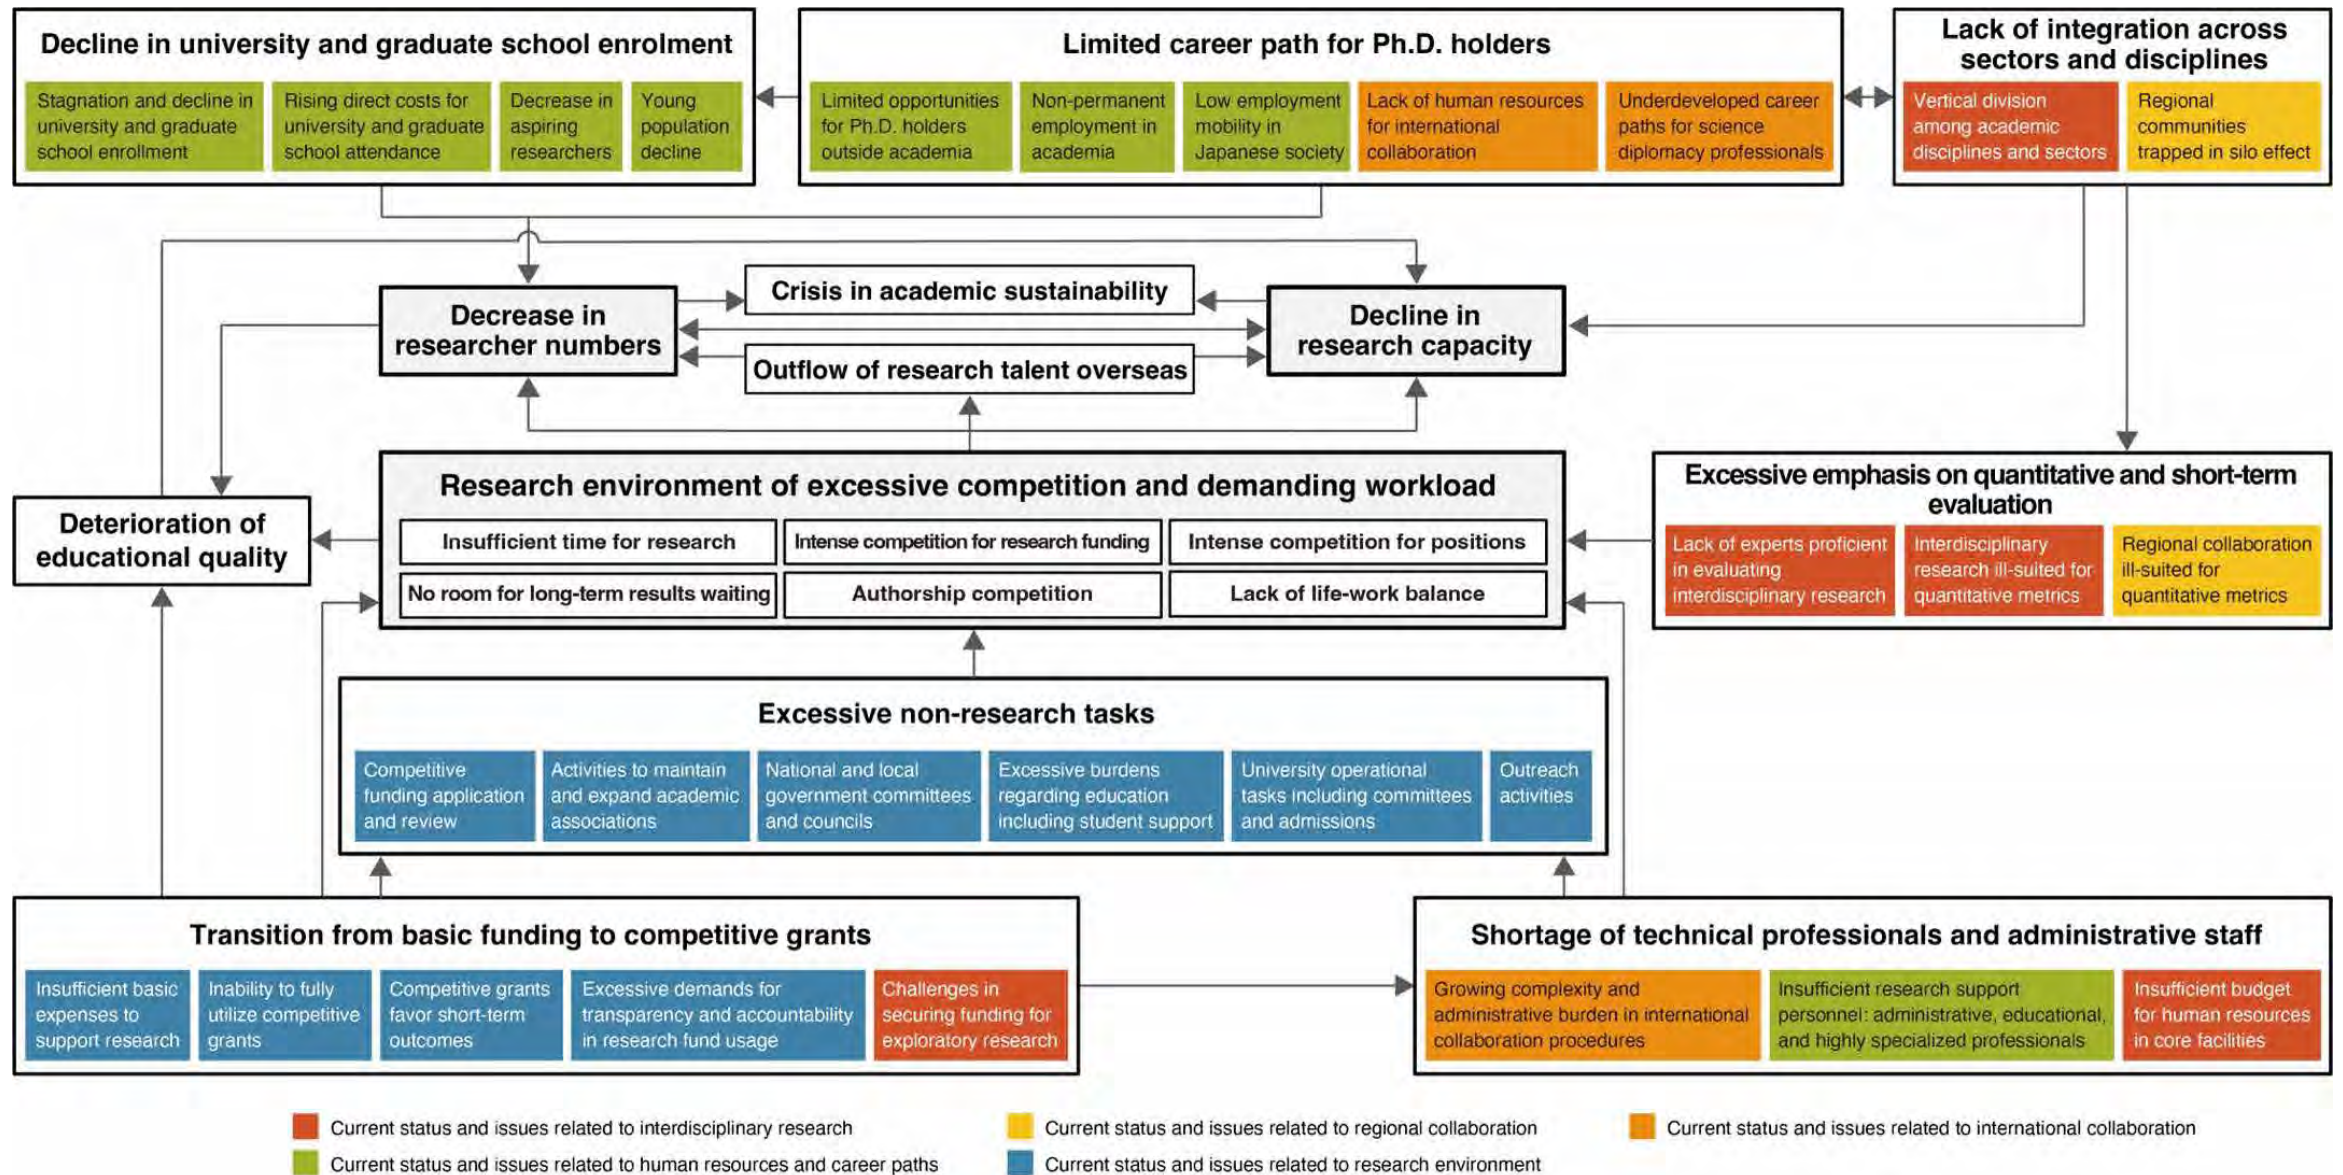 Decline in university and graduate school enrolment
Stagnation and decline in
university and graduate
school enrollment
Rising direct costs for
university and graduate
school attendance
Decrease in
aspiring
researchers
Young
population
decline
Limited career path for Ph.D. holders
Limited opportunities
for Ph.D. holders
outside academia
Non-permanent
employment in
academia
Low employment
mobility in
Japanese society
Lack of human resources
for international
collaboration
Underdeveloped career
paths for science
diplomacy professionals
Lack of integration across
sectors and disciplines
Vertical division
among academic
disciplines and sectors
Regional
communities
trapped in silo effect
Crisis in academic sustainability
Decrease in
researcher numbers
Decline in
research capacity
Outflow of research talent overseas
Deterioration of
educational quality
Research environment of excessive competition and demanding workload
Insufficient time for research
Intense competition for research funding
Intense competition for positions
No room for long-term results waiting
Authorship competition
Lack of life-work balance
Excessive emphasis on quantitative and short-term
evaluation
Lack of experts proficient
in evaluating
interdisciplinary research
Interdisciplinary
research ill-suited for
quantitative metrics
Regional collaboration
ill-suited for
quantitative metrics
Excessive non-research tasks
Competitive
funding application
and review
Activities to maintain
and expand academic
associations
National and local
government committees
and councils
Excessive burdens
regarding education
including student support
University operational
tasks including committees
and admissions
Outreach
activities
Transition from basic funding to competitive grants
Insufficient basic
expenses to
support research
Inability to fully
utilize competitive
grants
Competitive grants
favor short-term
outcomes
Excessive demands for
transparency and accountability
in research fund usage
Challenges in
securing funding for
exploratory research
Shortage of technical professionals and administrative staff
Growing complexity and
administrative burden in international
collaboration procedures
Insufficient research support
personnel: administrative, educational,
and highly specialized professionals
Insufficient budget
for human resources
in core facilities
Current status and issues related to interdisciplinary research
Current status and issues related to regional collaboration
Current status and issues related to international collaboration
Current status and issues related to human resources and career paths
Current status and issues related to research environment